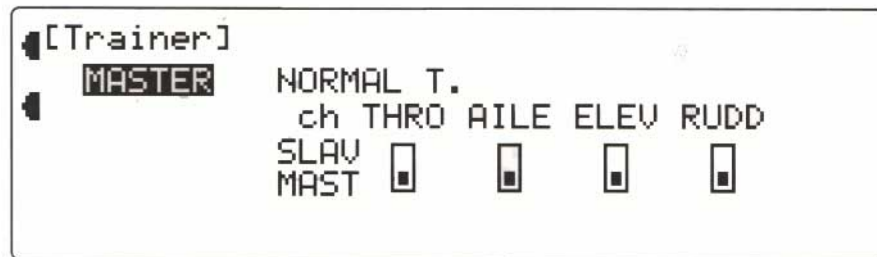 [Trainer]
MASTER NORMAL T.
ch THRO AILE ELEV RUDD
SLAV
MAST